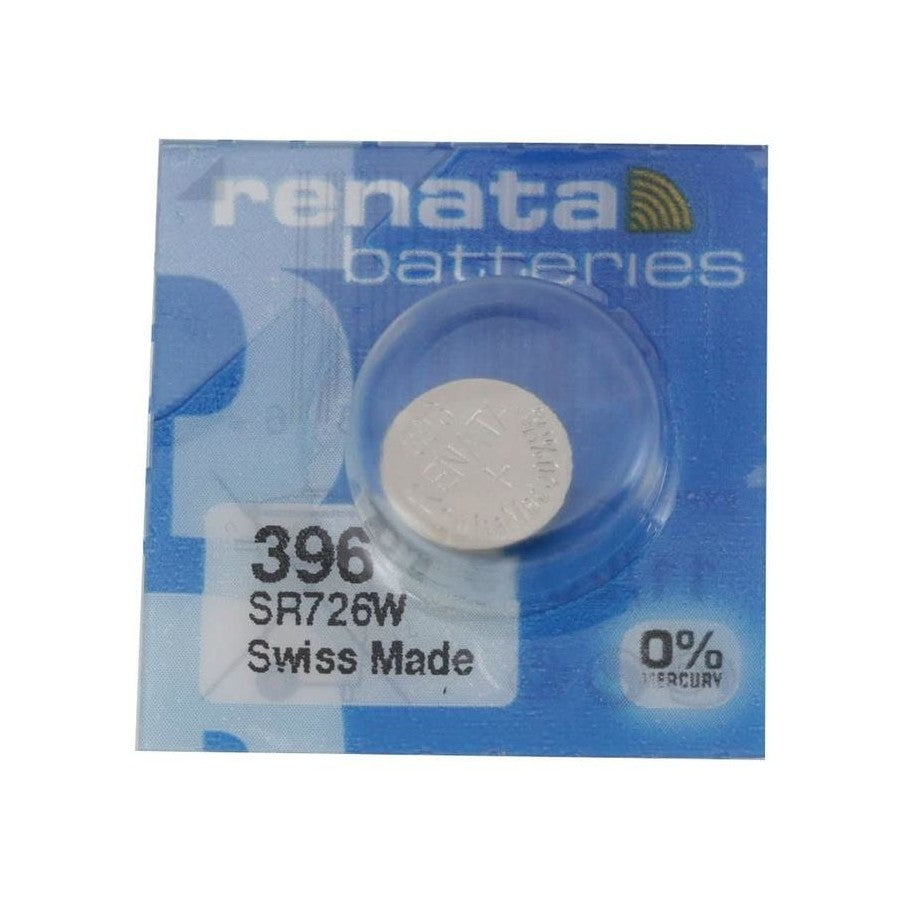 renata
batteries
396
SR726W
Swiss Made
0%
MERCURY